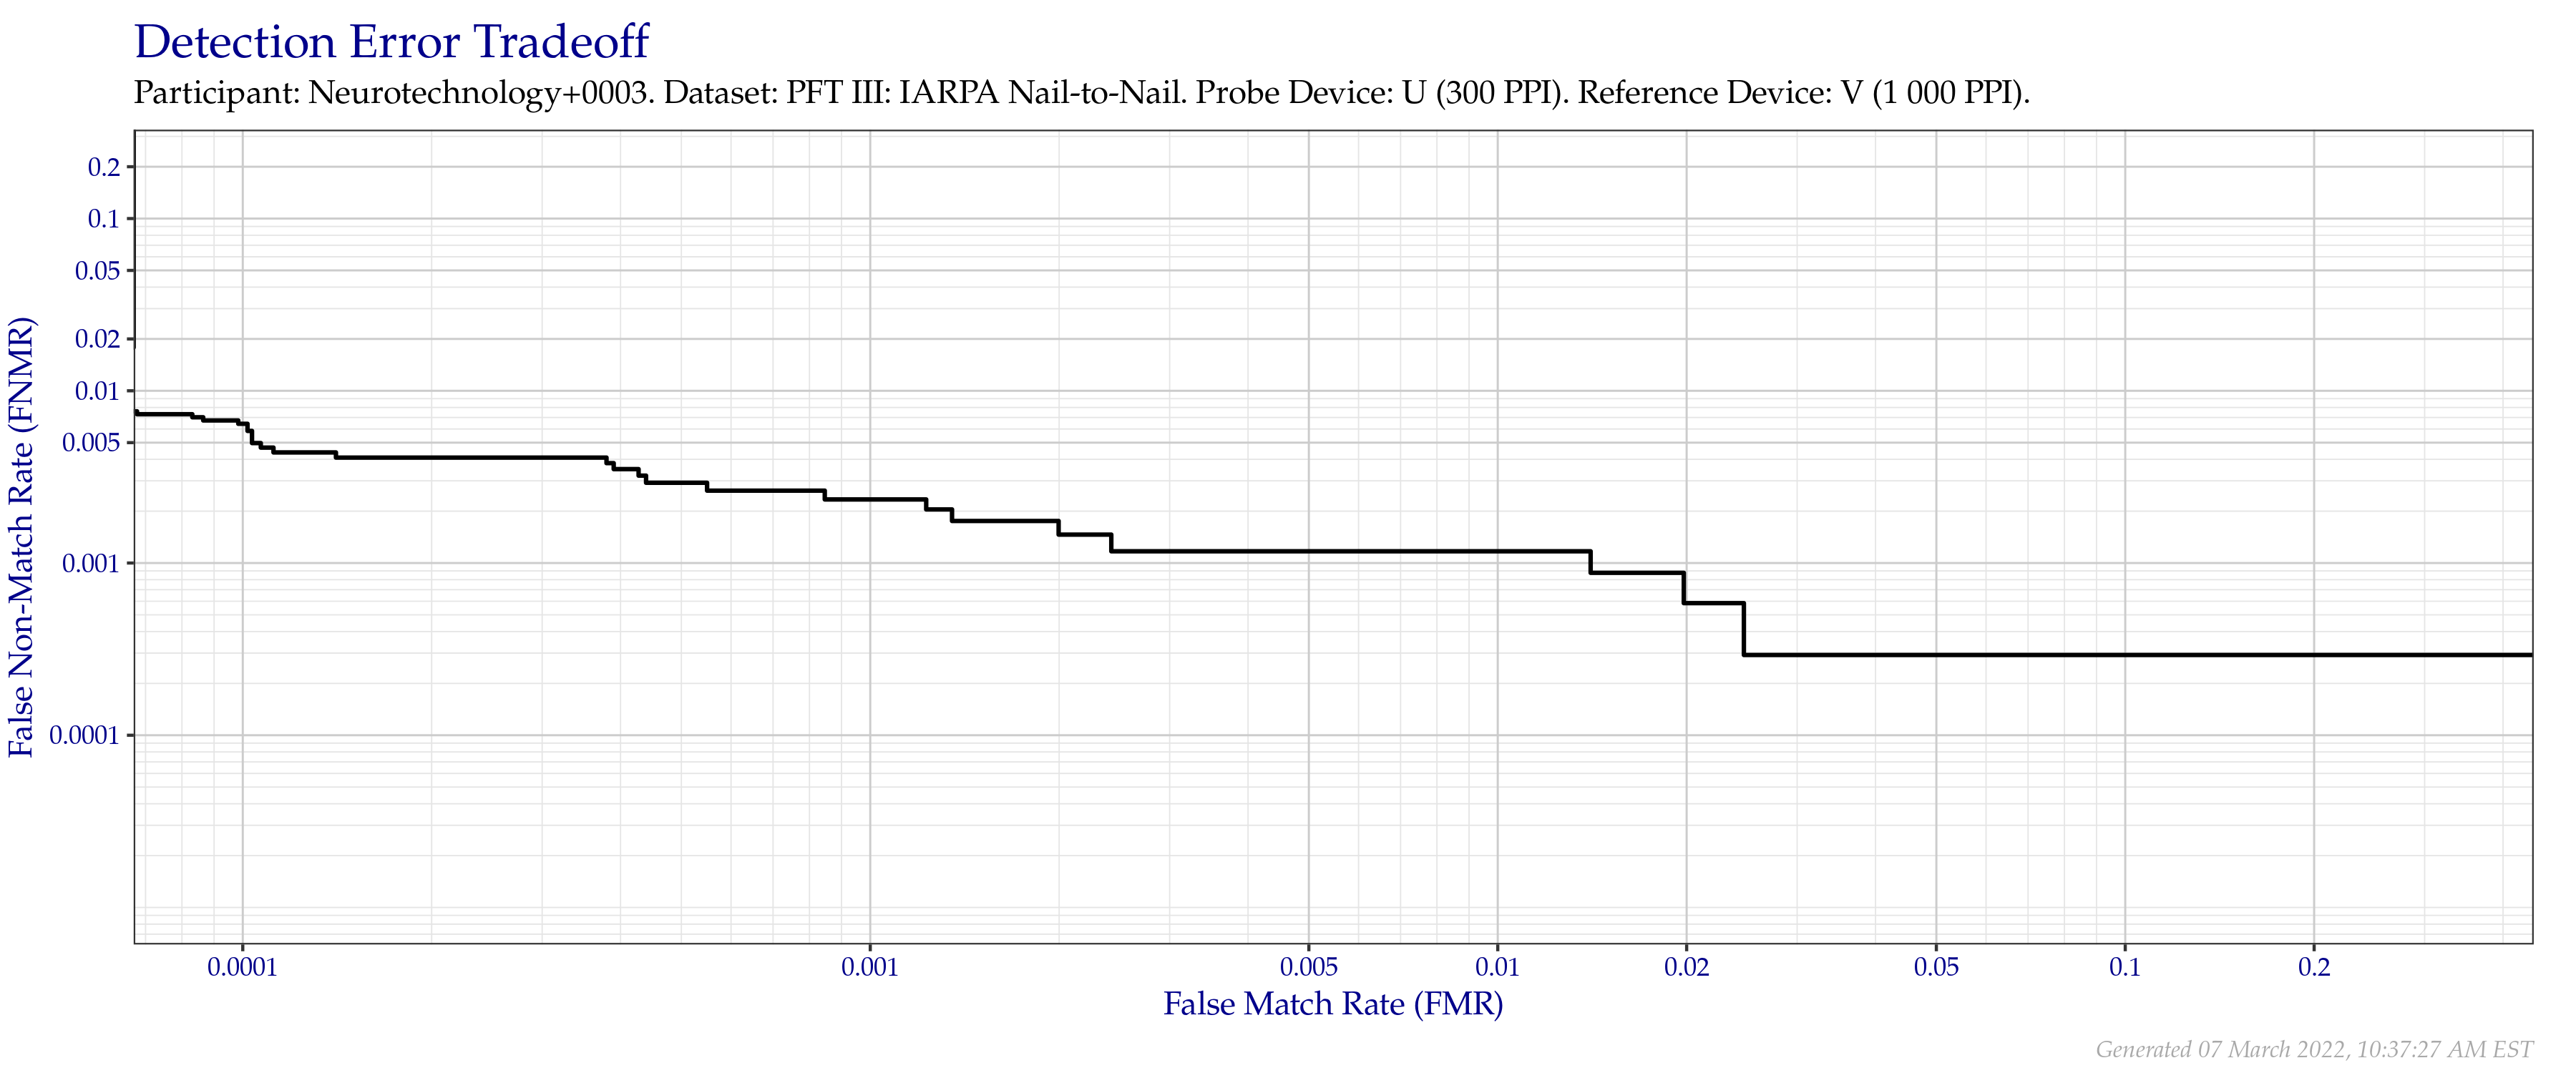 Detection Error Tradeoff
Participant: Neurotechnology+0003. Dataset: PFT III: IARPA Nail-to-Nail. Probe Device: U (300 PPI). Reference Device: V (1 000 PPI).
False Non-Match Rate (FNMR)
0.2
0.1
0.05
0.02
0.01
0.005
0.001
0.0001
0.0001 0.001 0.005 0.01 0.02 0.05 0.1 0.2
False Match Rate (FMR)
Generated 07 March 2022, 10:37:27 AM EST